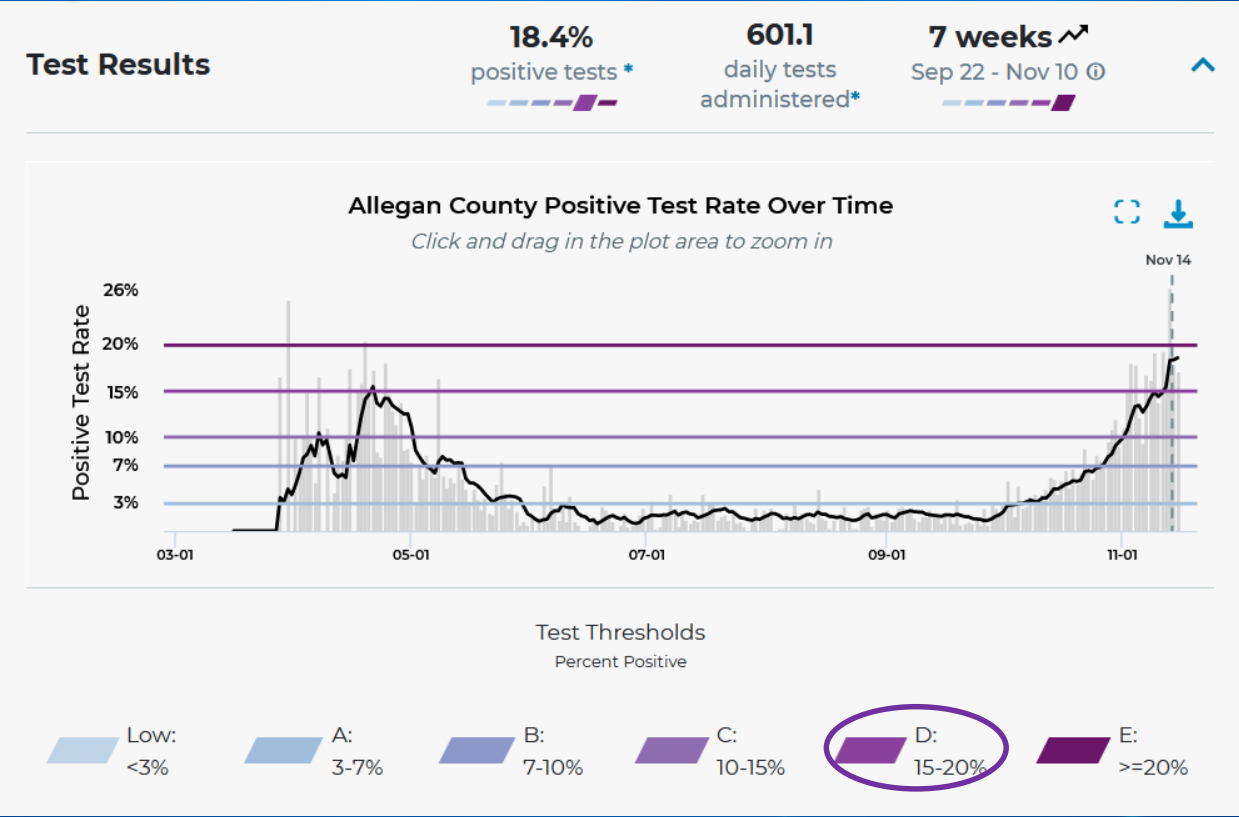 Test Results
18.4%
positive tests *
601.1
daily tests
administered*
7 weeks
Sep 22 - Nov 10 ⓘ
Allegan County Positive Test Rate Over Time
Click and drag in the plot area to zoom in
Nov 14
Positive Test Rate
26%
20%
15%
10%
7%
3%
03-01
05-01
07-01
09-01
11-01
Test Thresholds
Percent Positive
Low:
<3%
A:
3-7%
B:
7-10%
C:
10-15%
D:
15-20%
E:
>=20%